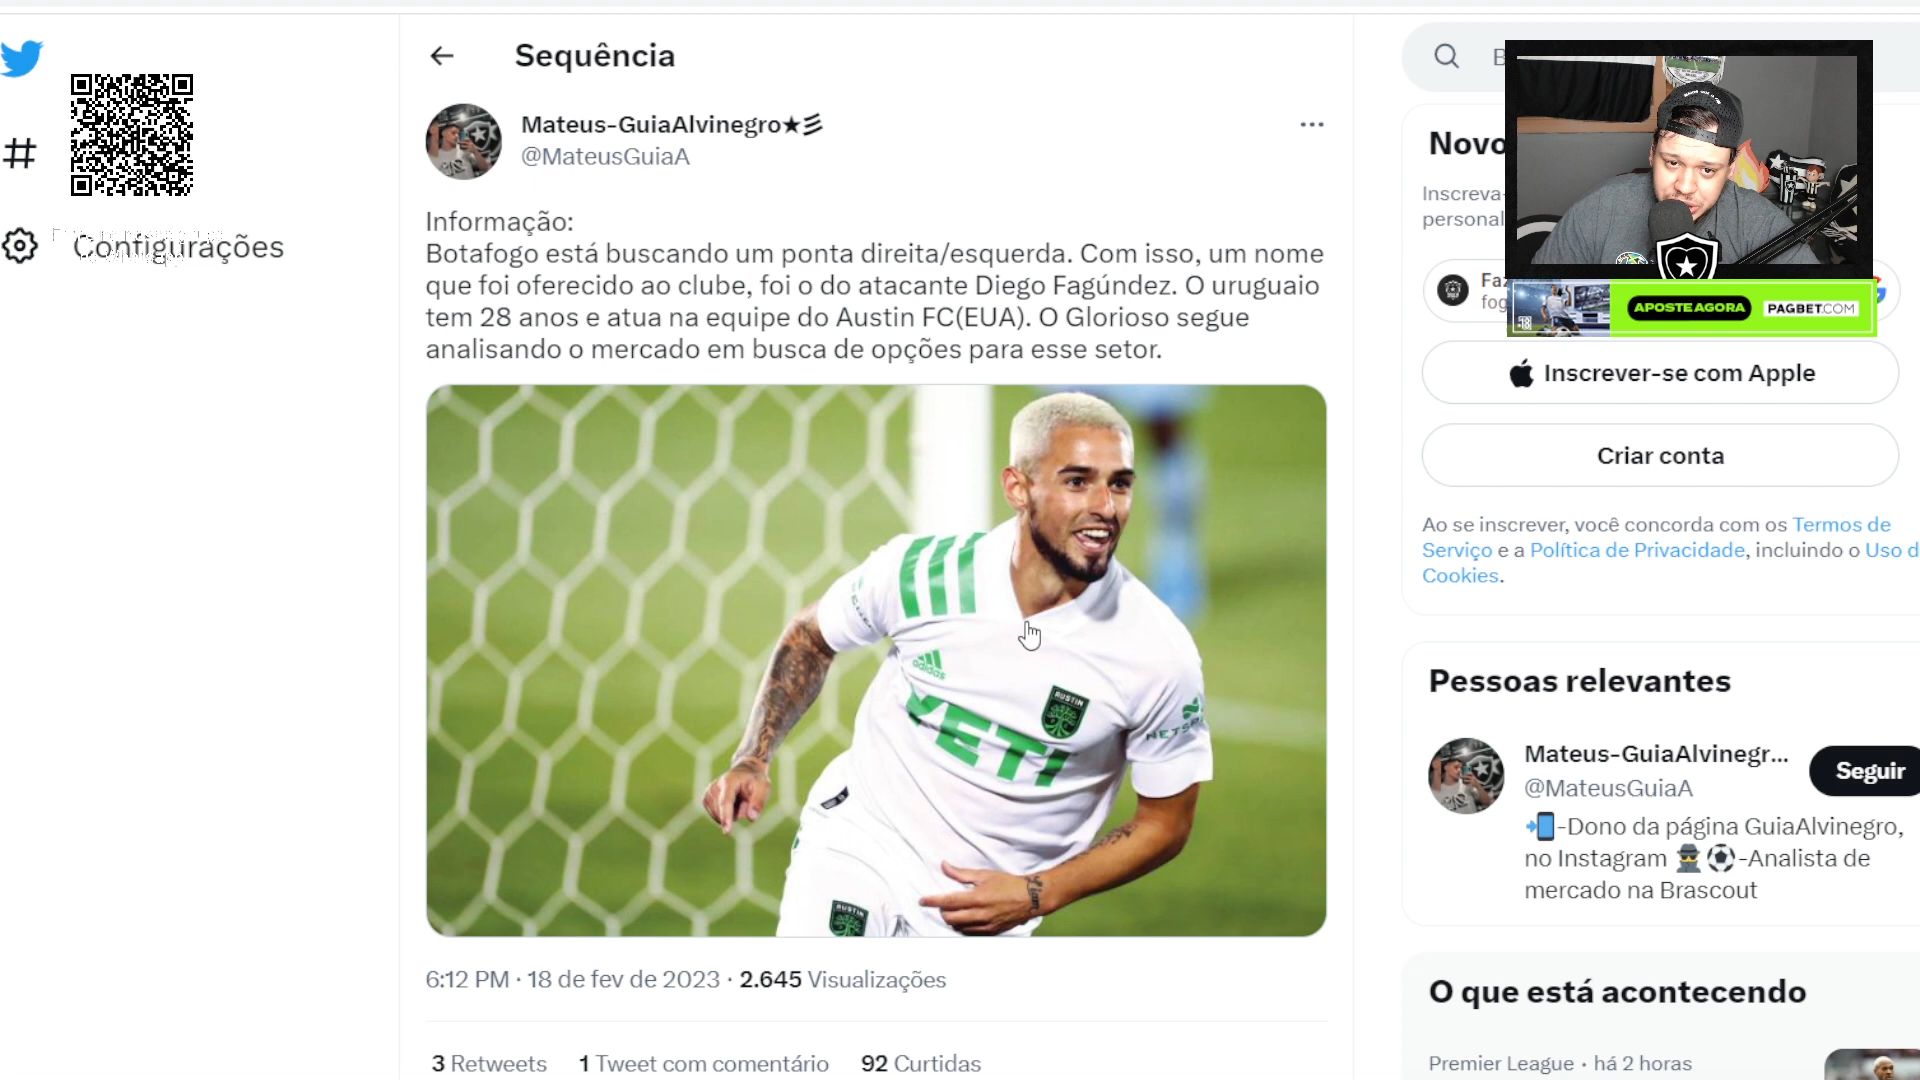 Sequência
Mateus-GuiaAlvinegro★彡
@MateusGuiaA
Informação:
Botafogo está buscando um ponta direita/esquerda. Com isso, um nome
que foi oferecido ao clube, foi o do atacante Diego Fagúndez. O uruguaio
tem 28 anos e atua na equipe do Austin FC(EUA). O Glorioso segue
analisando o mercado em busca de opções para esse setor.
adidas
AUSTIN
YETI
AUSTIN
6:12 PM · 18 de fev de 2023 · 2.645 Visualizações
3 Retweets 1 Tweet com comentário 92 Curtidas
#
Configurações
Novo
Inscreva-
personal
Faz
fog
APOSTE AGORA
PAGBET.COM
Inscrever-se com Apple
Criar conta
Ao se inscrever, você concorda com os Termos de
Serviço e a Política de Privacidade, incluindo o Uso d
Cookies.
Pessoas relevantes
Mateus-GuiaAlvinegr...
@MateusGuiaA
Seguir
📲-Dono da página GuiaAlvinegro,
no Instagram 🕵️⚽-Analista de
mercado na Brascout
O que está acontecendo
Premier League · há 2 horas